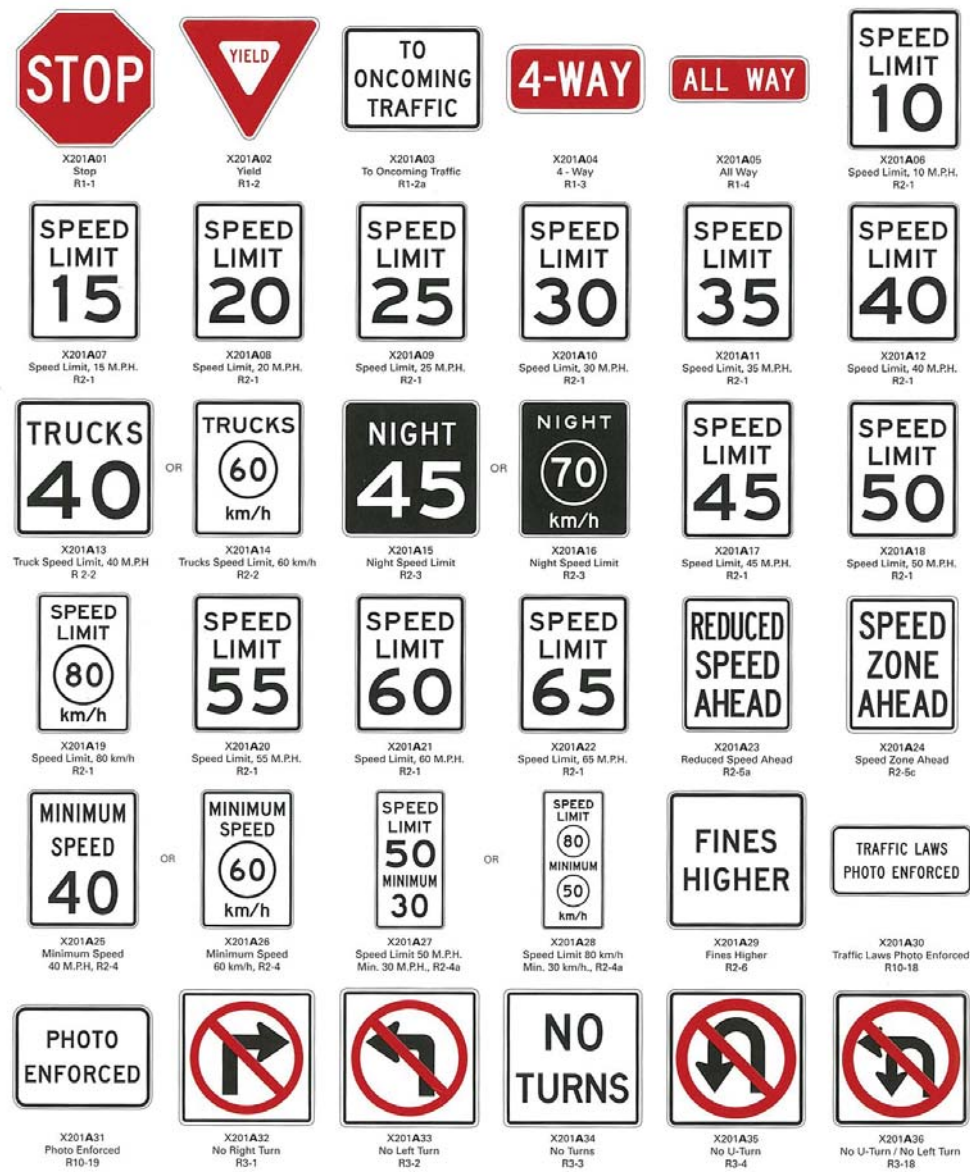 STOP
X201A01
Stop
R1-1
YIELD
X201A02
Yield
R1-2
TO
ONCOMING
TRAFFIC
X201A03
To Oncoming Traffic
R1-2a
4-WAY
X201A04
4 - Way
R1-3
ALL WAY
X201A05
All Way
R1-4
SPEED
LIMIT
10
X201A06
Speed Limit, 10 M.P.H.
R2-1
SPEED
LIMIT
15
X201A07
Speed Limit, 15 M.P.H.
R2-1
SPEED
LIMIT
20
X201A08
Speed Limit, 20 M.P.H.
R2-1
SPEED
LIMIT
25
X201A09
Speed Limit, 25 M.P.H.
R2-1
SPEED
LIMIT
30
X201A10
Speed Limit, 30 M.P.H.
R2-1
SPEED
LIMIT
35
X201A11
Speed Limit, 35 M.P.H.
R2-1
SPEED
LIMIT
40
X201A12
Speed Limit, 40 M.P.H.
R2-1
TRUCKS
40
X201A13
Truck Speed Limit, 40 M.P.H
R 2-2
OR
TRUCKS
60
km/h
X201A14
Trucks Speed Limit, 60 km/h
R2-2
NIGHT
45
X201A15
Night Speed Limit
R2-3
OR
NIGHT
70
km/h
X201A16
Night Speed Limit
R2-3
SPEED
LIMIT
45
X201A17
Speed Limit, 45 M.P.H.
R2-1
SPEED
LIMIT
50
X201A18
Speed Limit, 50 M.P.H.
R2-1
SPEED
LIMIT
80
km/h
X201A19
Speed Limit, 80 km/h
R2-1
SPEED
LIMIT
55
X201A20
Speed Limit, 55 M.P.H.
R2-1
SPEED
LIMIT
60
X201A21
Speed Limit, 60 M.P.H.
R2-1
SPEED
LIMIT
65
X201A22
Speed Limit, 65 M.P.H.
R2-1
REDUCED
SPEED
AHEAD
X201A23
Reduced Speed Ahead
R2-5a
SPEED
ZONE
AHEAD
X201A24
Speed Zone Ahead
R2-5c
MINIMUM
SPEED
40
X201A25
Minimum Speed
40 M.P.H, R2-4
OR
MINIMUM
SPEED
60
km/h
X201A26
Minimum Speed
60 km/h, R2-4
SPEED
LIMIT
50
MINIMUM
30
X201A27
Speed Limit 50 M.P.H.
Min. 30 M.P.H., R2-4a
OR
SPEED
LIMIT
80
MINIMUM
50
km/h
X201A28
Speed Limit 80 km/h
Min. 30 km/h., R2-4a
FINES
HIGHER
X201A29
Fines Higher
R2-6
TRAFFIC LAWS
PHOTO ENFORCED
X201A30
Traffic Laws Photo Enforced
R10-18
PHOTO
ENFORCED
X201A31
Photo Enforced
R10-19
X201A32
No Right Turn
R3-1
X201A33
No Left Turn
R3-2
NO
TURNS
X201A34
No Turns
R3-3
X201A35
No U-Turn
R3-4
X201A36
No U-Turn / No Left Turn
R3-18